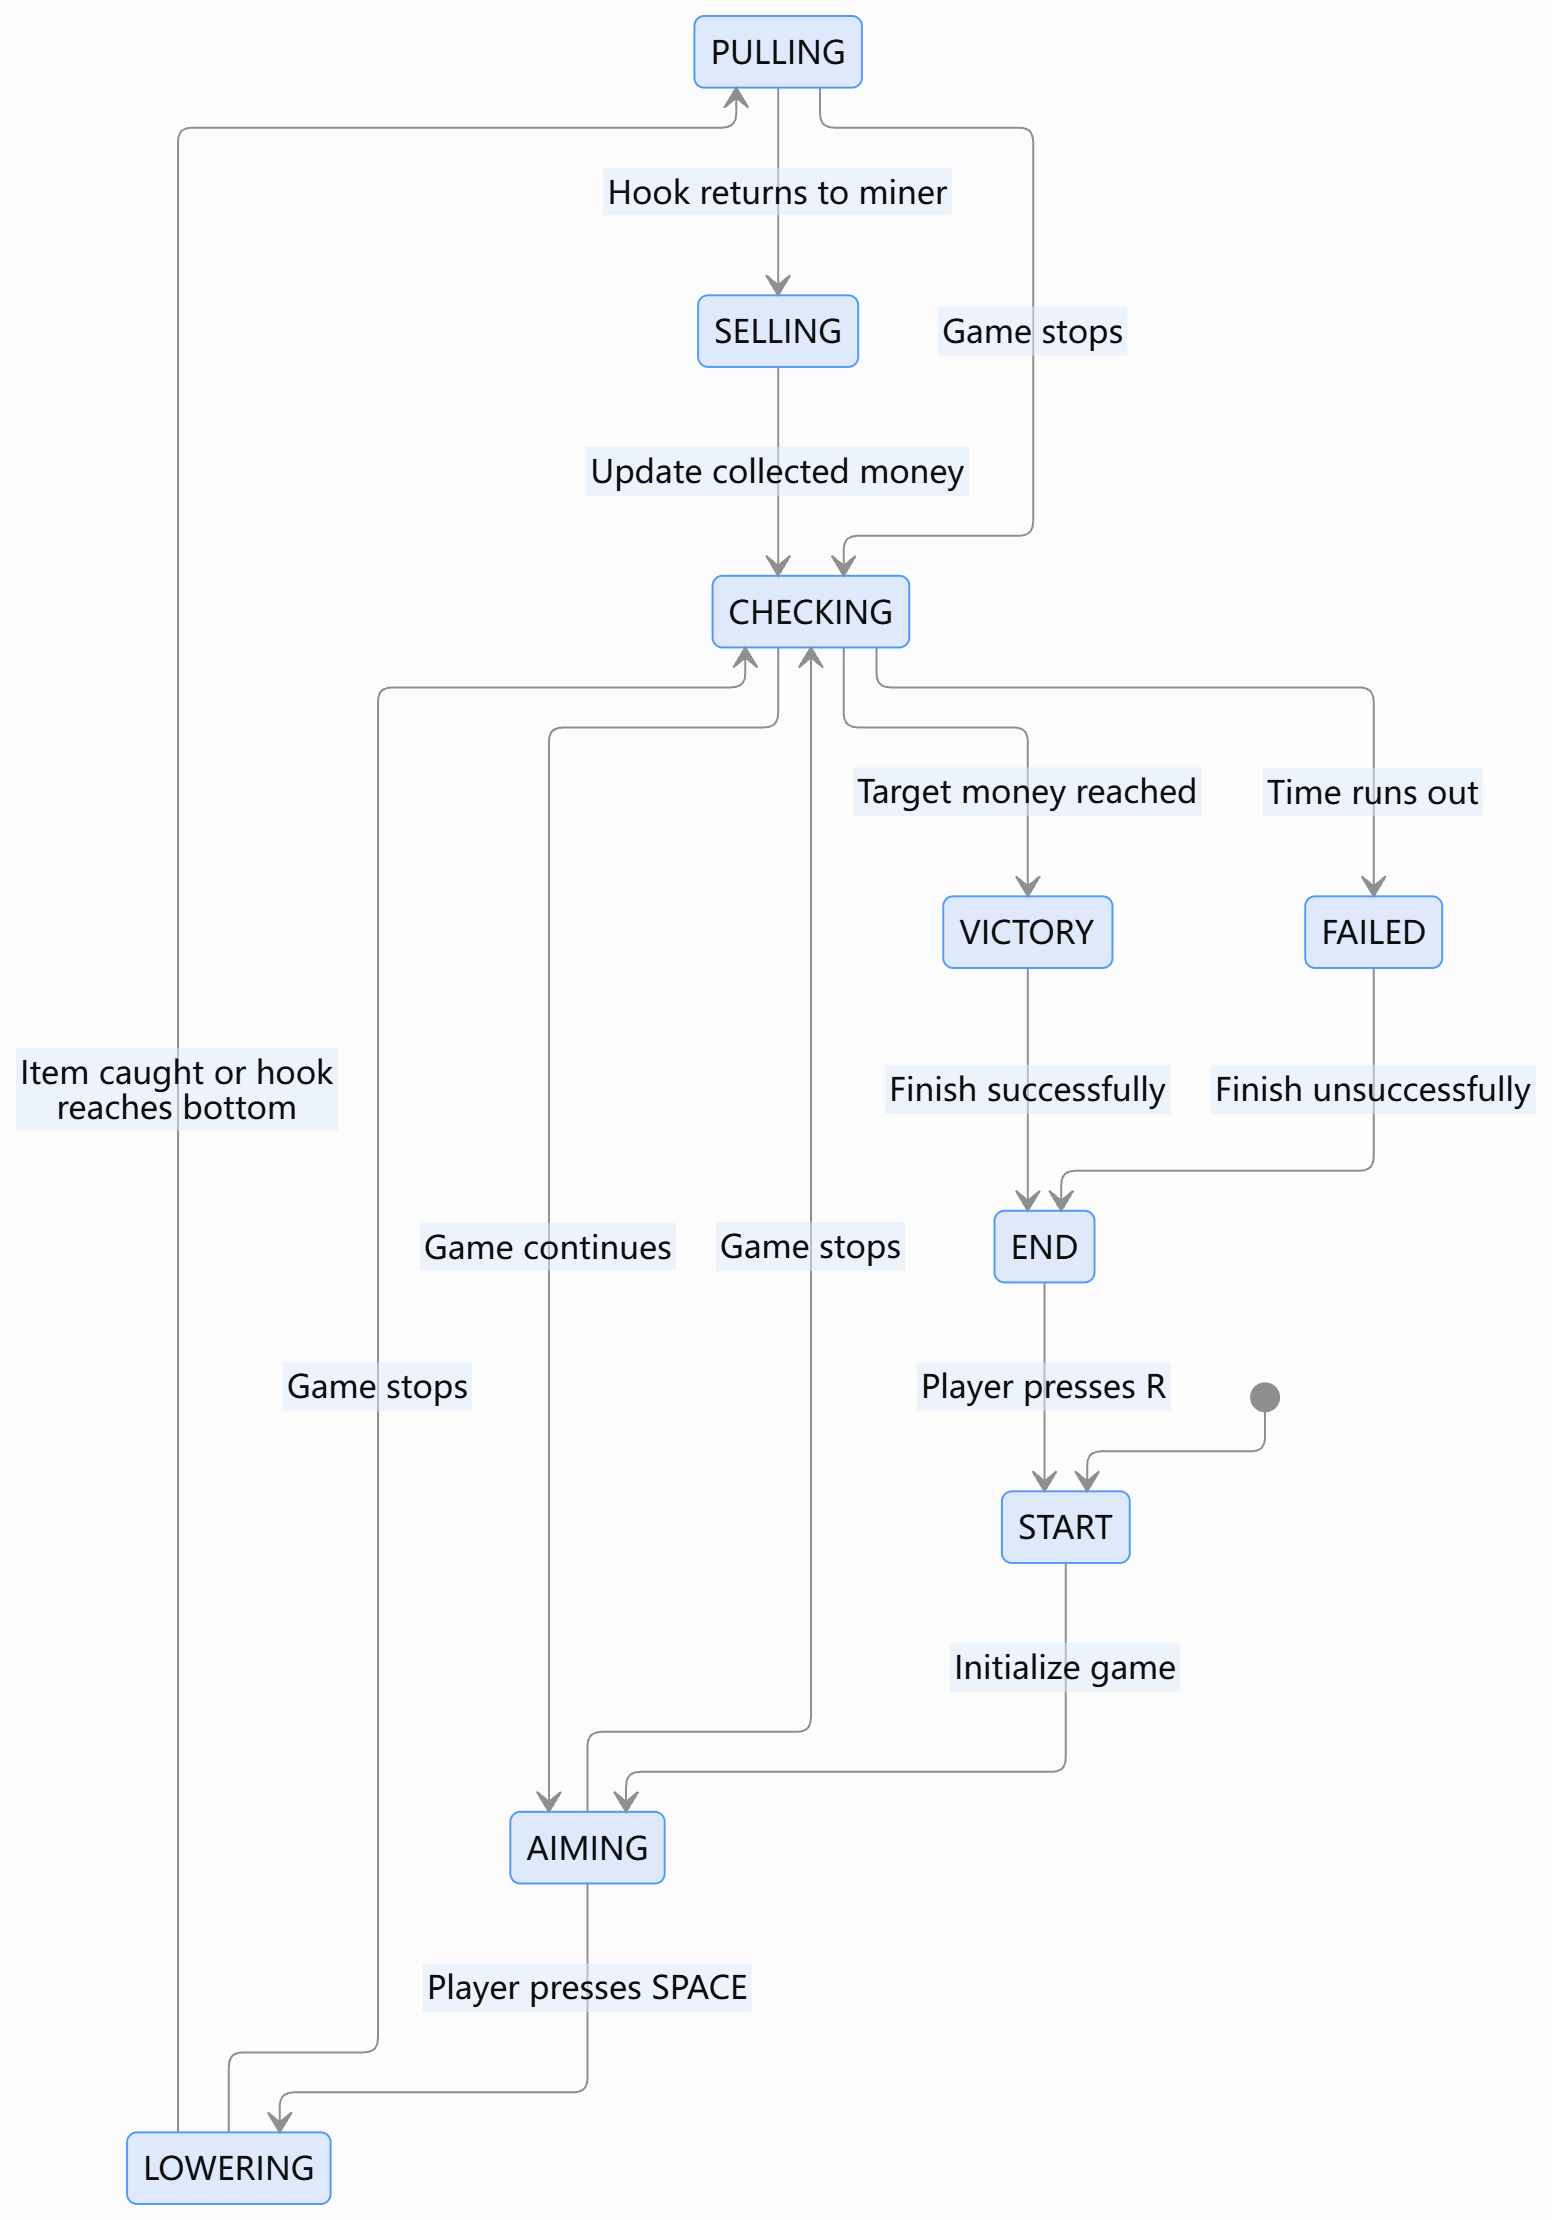 PULLING
Hook returns to miner
SELLING
Game stops
Update collected money
CHECKING
Target money reached
Time runs out
VICTORY
FAILED
Item caught or hook
reaches bottom
Finish successfully
Finish unsuccessfully
Game continues
Game stops
END
Game stops
Player presses R
START
Initialize game
AIMING
Player presses SPACE
LOWERING